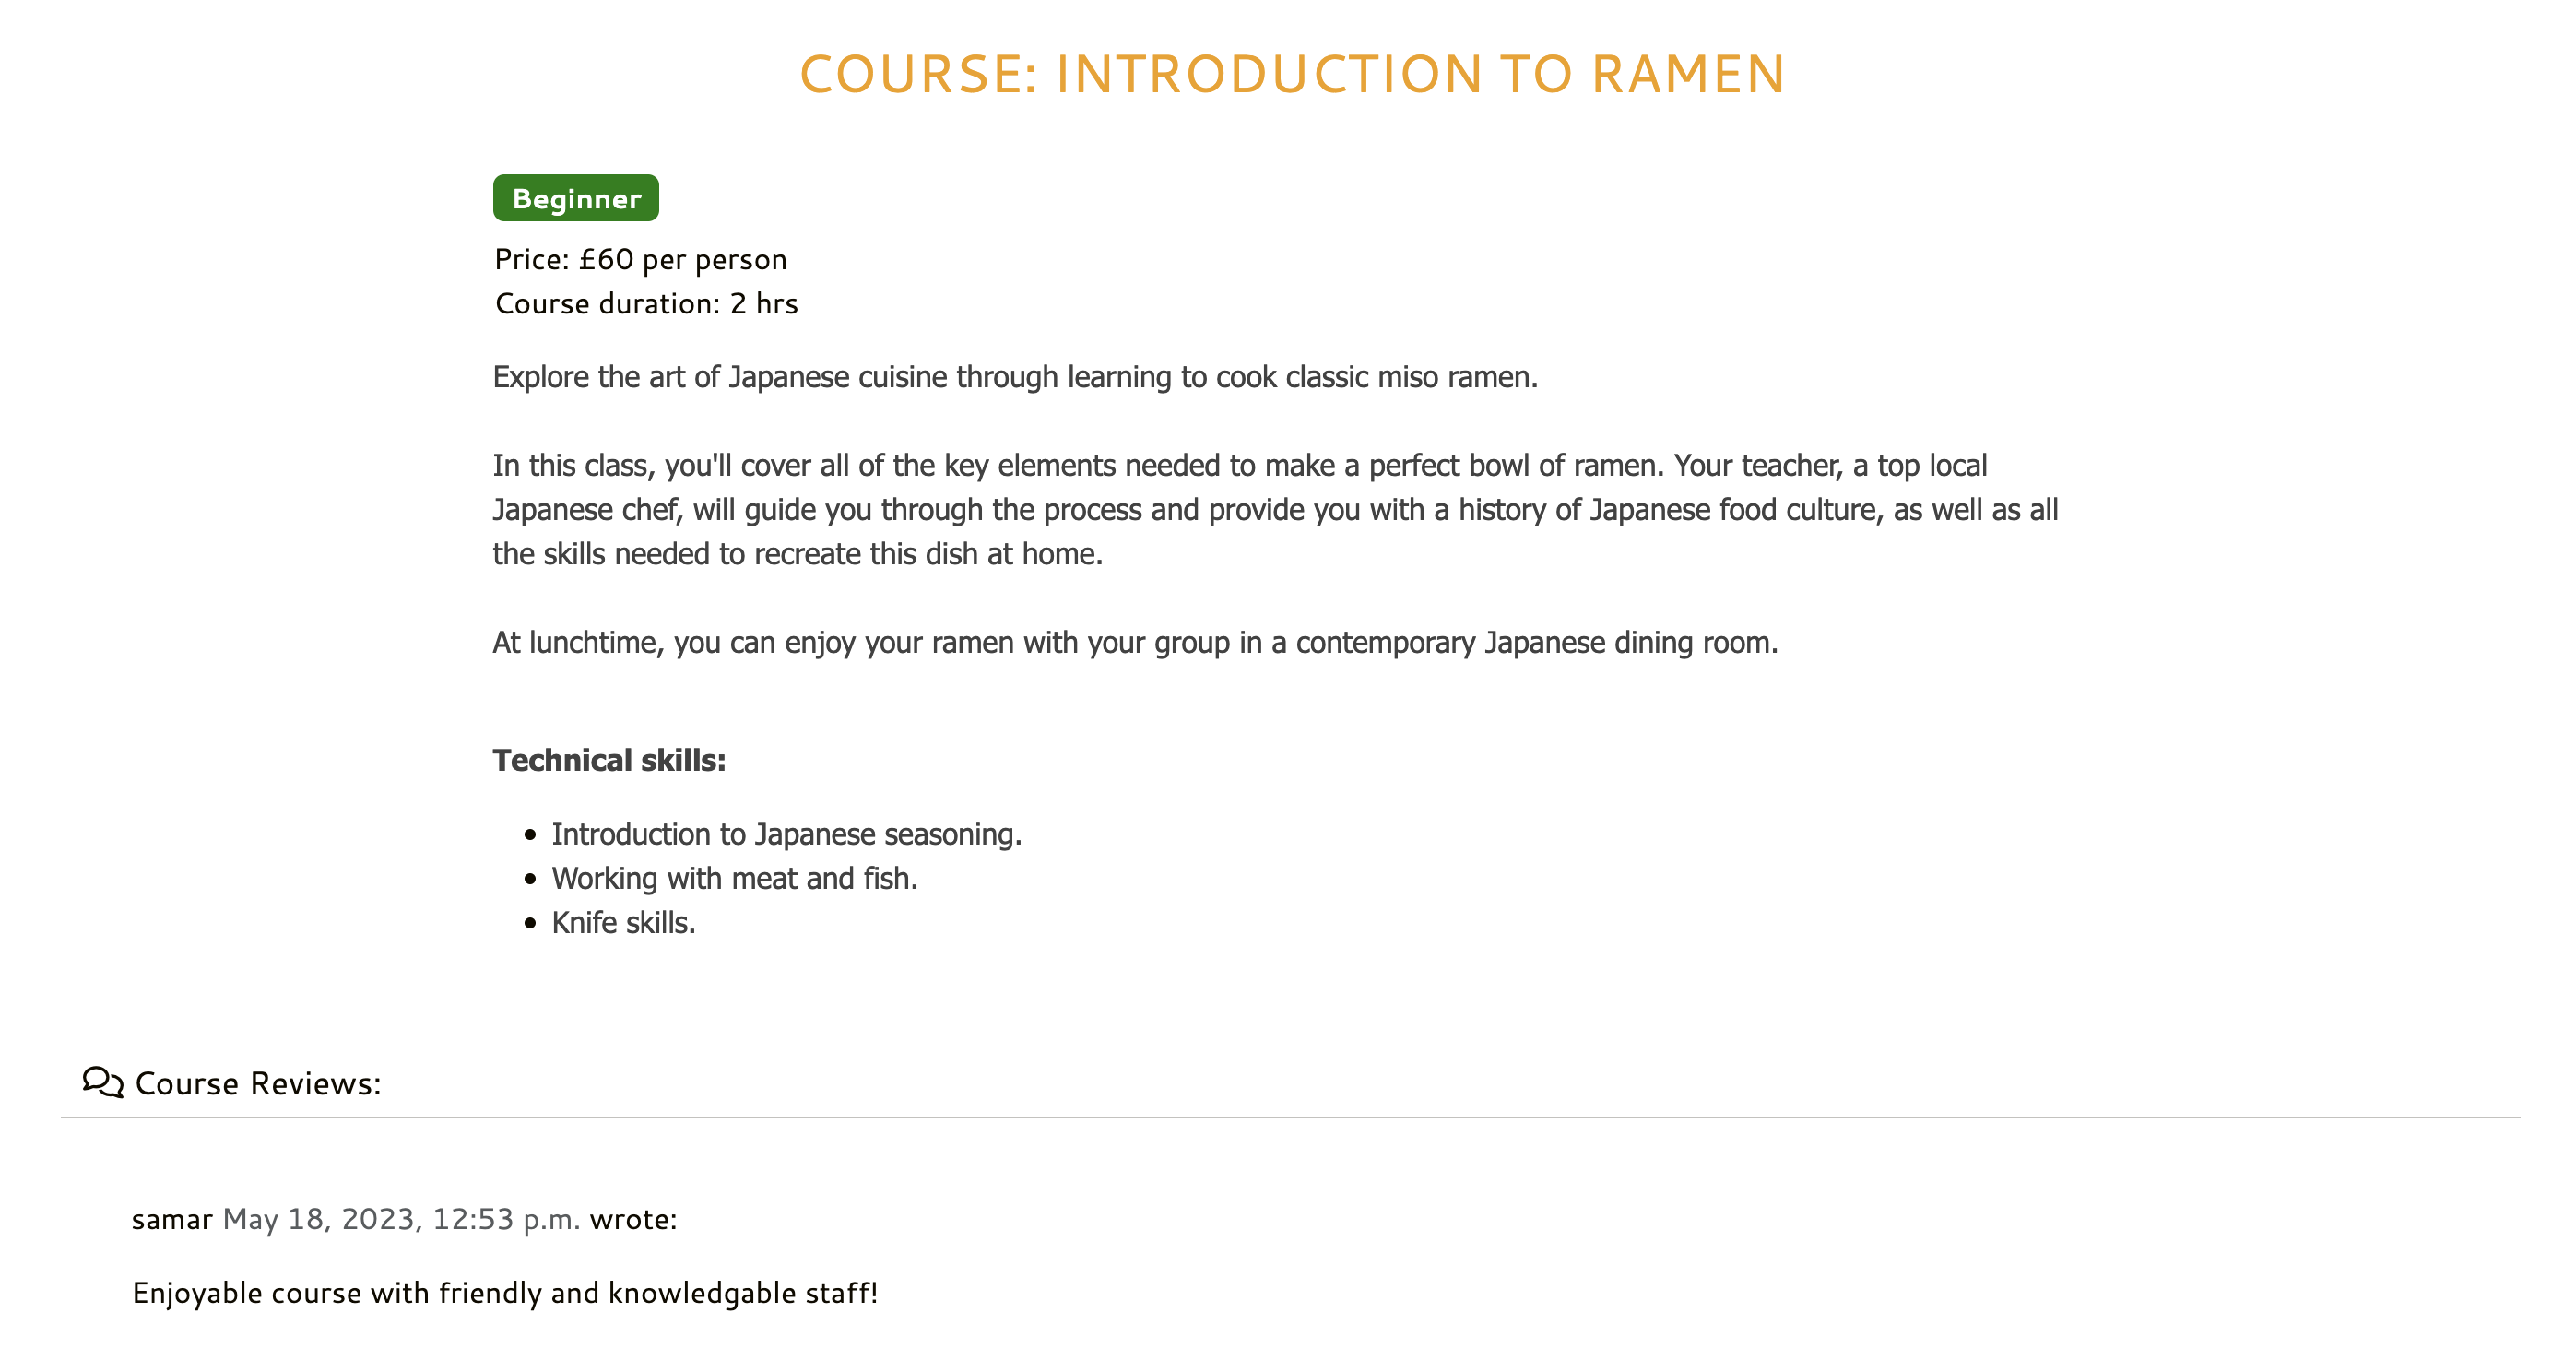 COURSE: INTRODUCTION TO RAMEN
Beginner
Price: £60 per person
Course duration: 2 hrs
Explore the art of Japanese cuisine through learning to cook classic miso ramen.
In this class, you'll cover all of the key elements needed to make a perfect bowl of ramen. Your teacher, a top local
Japanese chef, will guide you through the process and provide you with a history of Japanese food culture, as well as all
the skills needed to recreate this dish at home.
At lunchtime, you can enjoy your ramen with your group in a contemporary Japanese dining room.
Technical skills:
• Introduction to Japanese seasoning.
• Working with meat and fish.
• Knife skills.
Course Reviews:
samar May 18, 2023, 12:53 p.m. wrote:
Enjoyable course with friendly and knowledgable staff!